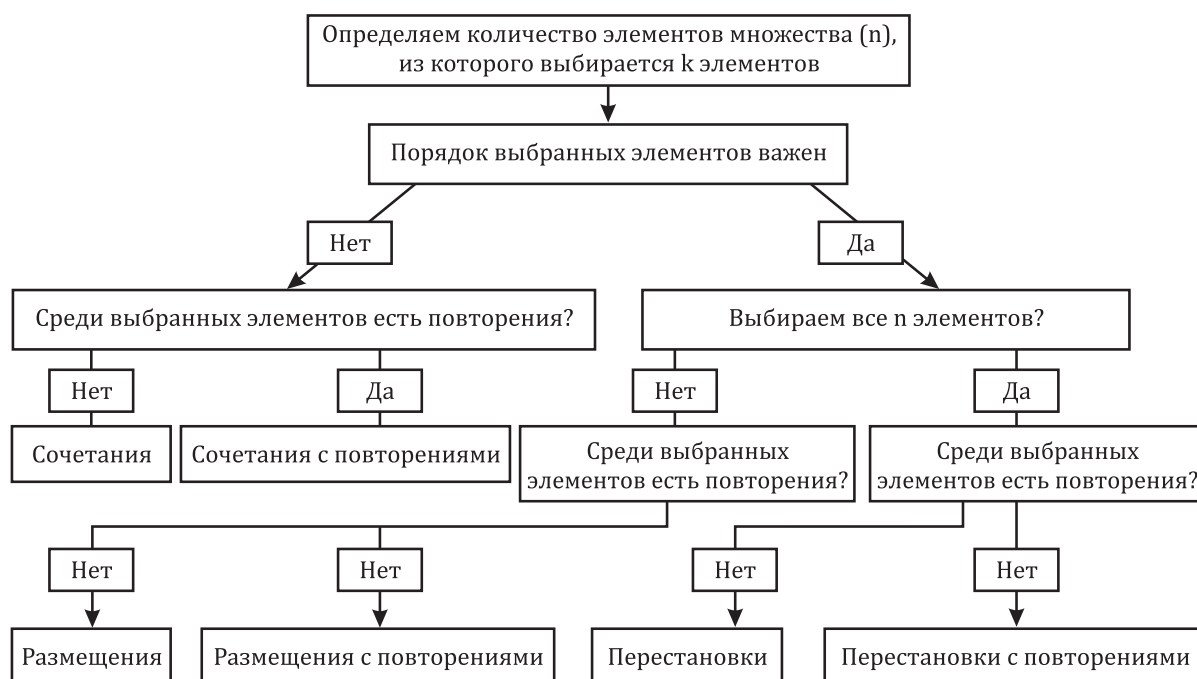 Определяем количество элементов множества (n),
из которого выбирается k элементов
Порядок выбранных элементов важен
Нет
Да
Среди выбранных элементов есть повторения?
Выбираем все n элементов?
Нет
Да
Нет
Да
Сочетания
Сочетания с повторениями
Среди выбранных
элементов есть повторения?
Среди выбранных
элементов есть повторения?
Нет
Нет
Нет
Нет
Размещения
Размещения с повторениями
Перестановки
Перестановки с повторениями